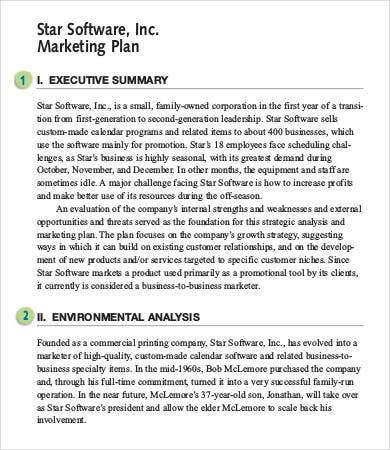 Star Software, Inc.
Marketing Plan
1 I. EXECUTIVE SUMMARY
Star Software, Inc., is a small, family-owned corporation in the first year of a transi-
tion from first-generation to second-generation leadership. Star Software sells
custom-made calendar programs and related items to about 400 businesses, which
use the software mainly for promotion. Star's 18 employees face scheduling chal-
lenges, as Star's business is highly seasonal, with its greatest demand during
October, November, and December. In other months, the equipment and staff are
sometimes idle. A major challenge facing Star Software is how to increase profits
and make better use of its resources during the off-season.
An evaluation of the company's internal strengths and weaknesses and external
opportunities and threats served as the foundation for this strategic analysis and
marketing plan. The plan focuses on the company's growth strategy, suggesting
ways in which it can build on existing customer relationships, and on the develop-
ment of new products and/or services targeted to specific customer niches. Since
Star Software markets a product used primarily as a promotional tool by its clients,
it currently is considered a business-to-business marketer.
2 II. ENVIRONMENTAL ANALYSIS
Founded as a commercial printing company, Star Software, Inc., has evolved into a
marketer of high-quality, custom-made calendar software and related business-to-
business specialty items. In the mid-1960s, Bob McLemore purchased the company
and, through his full-time commitment, turned it into a very successful family-run
operation. In the near future, McLemore's 37-year-old son, Jonathan, will take over
as Star Software's president and allow the elder McLemore to scale back his
involvement.